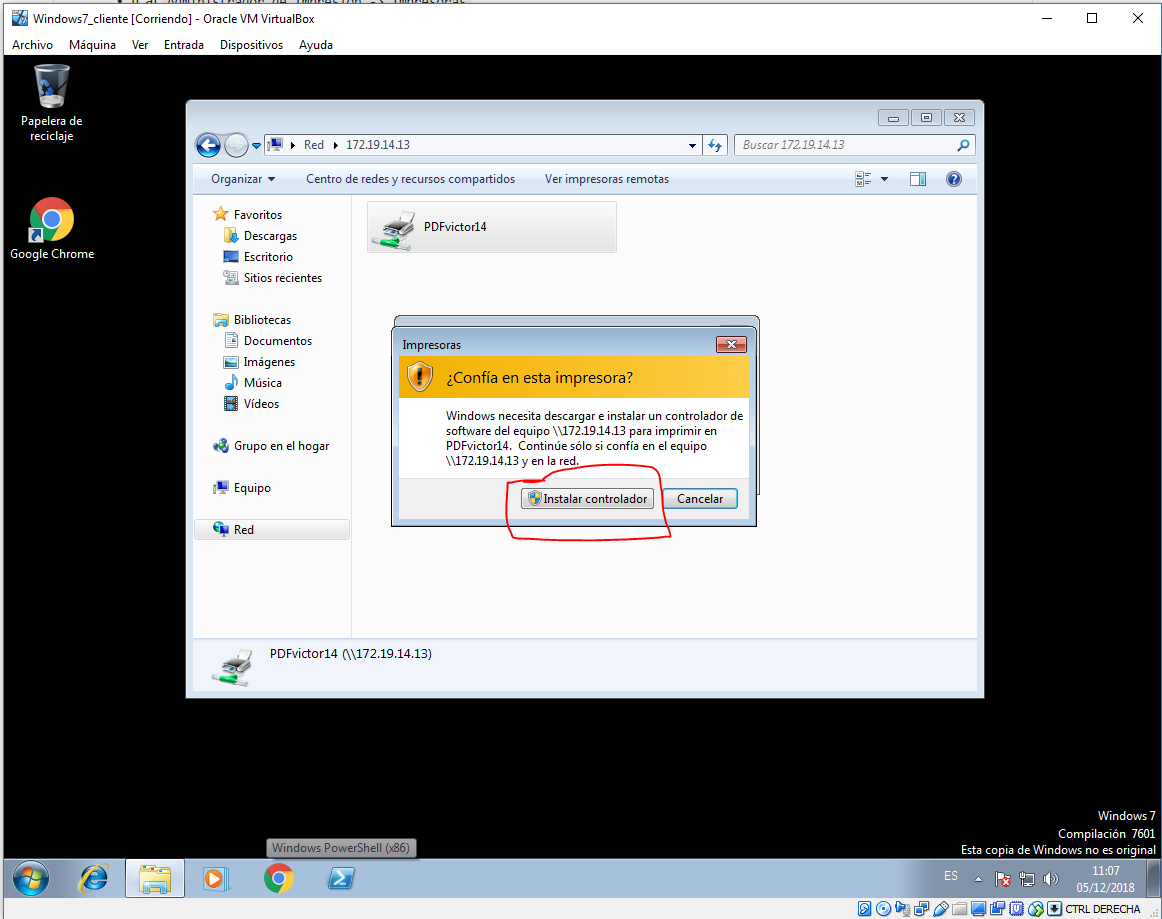 Windows7_cliente [Corriendo] - Oracle VM VirtualBox
Archivo Máquina Ver Entrada Dispositivos Ayuda
Papelera de
reciclaje
Google Chrome
Red 172.19.14.13
Buscar 172.19.14.13
Organizar Centro de redes y recursos compartidos Ver impresoras remotas
Favoritos
Descargas
Escritorio
Sitios recientes
Bibliotecas
Documentos
Imágenes
Música
Vídeos
Grupo en el hogar
Equipo
Red
PDFvictor14
Impresoras
¿Confía en esta impresora?
Windows necesita descargar e instalar un controlador de
software del equipo \\172.19.14.13 para imprimir en
PDFvictor14. Continúe sólo si confía en el equipo
\\172.19.14.13 y en la red.
Instalar controlador Cancelar
PDFvictor14 (\\172.19.14.13)
Windows 7
Compilación 7601
Esta copia de Windows no es original
Windows PowerShell (x86)
ES
11:07
05/12/2018
CTRL DERECHA